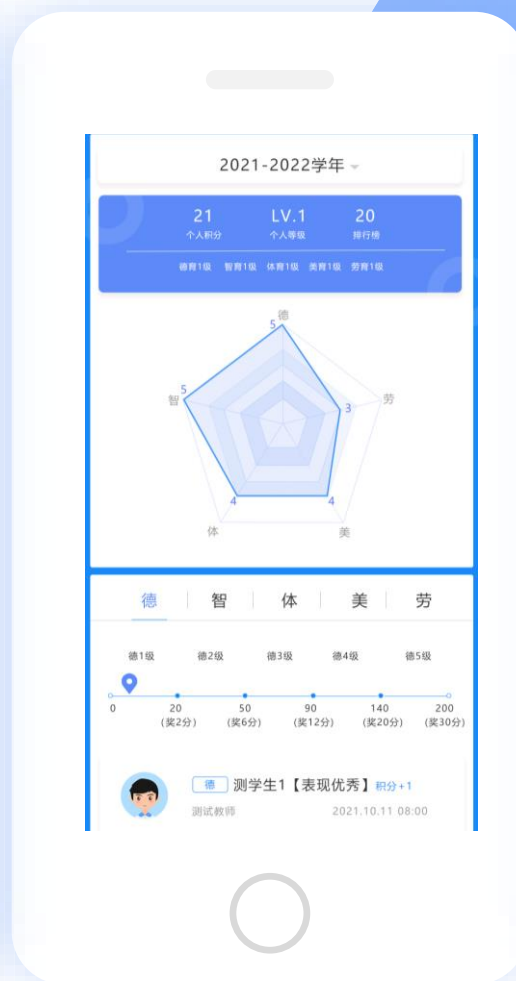 2021-2022学年
21 LV.1 20
个人积分 个人等级 排行榜
德育1级 智育1级 体育1级 美育1级 劳育1级
德
5
5
智
劳
3
4 4
体 美
德 智 体 美 劳
德1级 德2级 德3级 德4级 德5级
0 20 50 90 140 200
(奖2分) (奖6分) (奖12分) (奖20分) (奖30分)
德 测学生1【表现优秀】积分+1
测试教师 2021.10.11 08:00